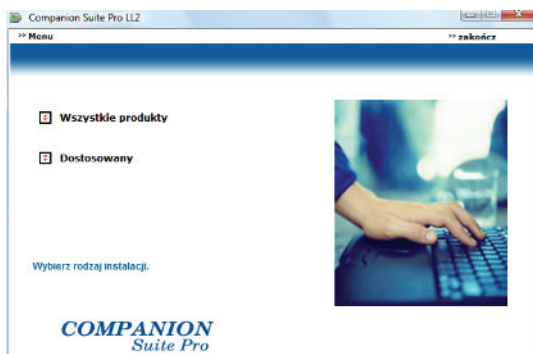 Companion Suite Pro LL2
>> Menu
>> zakończ
Wszystkie produkty
Dostosowany
Wybierz rodzaj instalacji.
COMPANION
Suite Pro